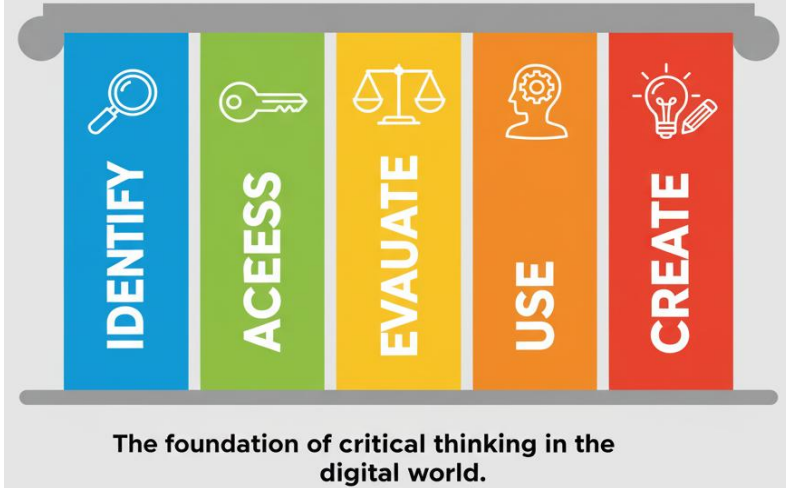 IDENTIFY
ACEESS
EVAUATE
USE
CREATE
The foundation of critical thinking in the
digital world.